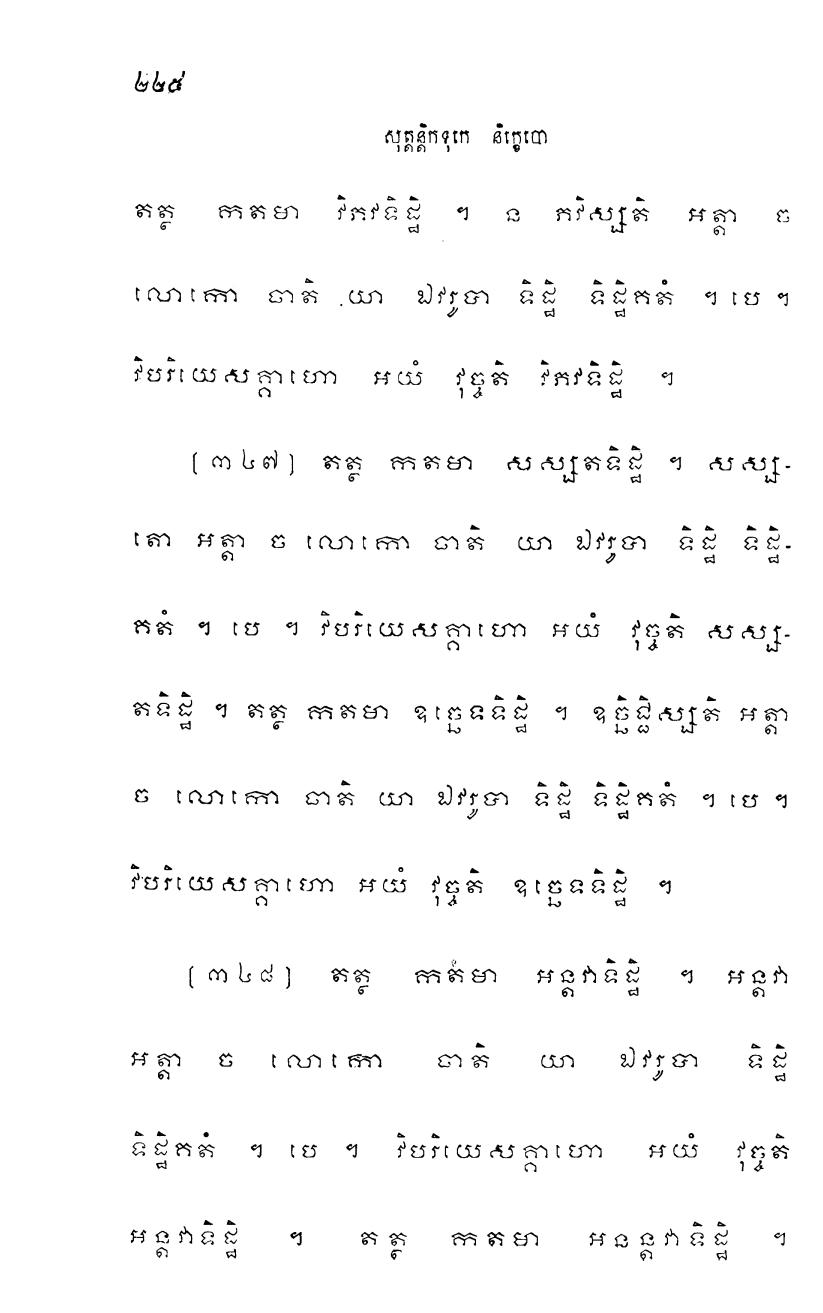 ២២៥
សុត្តន្តិកទុកេ និក្ខេបោ
តត្ថ កតមា វិភវទិដ្ឋិ ។ ន ភវិស្សតិ អត្តា ច
លោកោ ចាតិ យា ឯវរូបា ទិដ្ឋិ ទិដ្ឋិគតំ ។ បេ ។
វិបរិយេសគ្គាហោ អយំ វុច្ចតិ វិភវទិដ្ឋិ ។
(៣៤៧) តត្ថ កតមា សស្សតទិដ្ឋិ ។ សស្ស-
តោ អត្តា ច លោកោ ចាតិ យា ឯវរូបា ទិដ្ឋិ ទិដ្ឋិ-
គតំ ។ បេ ។ វិបរិយេសគ្គាហោ អយំ វុច្ចតិ សស្ស-
តទិដ្ឋិ ។ តត្ថ កតមា ឧច្ឆេទទិដ្ឋិ ។ ឧច្ឆិជ្ជិស្សតិ អត្តា
ច លោកោ ចាតិ យា ឯវរូបា ទិដ្ឋិ ទិដ្ឋិគតំ ។ បេ ។
វិបរិយេសគ្គាហោ អយំ វុច្ចតិ ឧច្ឆេទទិដ្ឋិ ។
(៣៤៨) តត្ថ កតមា អន្តវាទិដ្ឋិ ។ អន្តវា
អត្តា ច លោកោ ចាតិ យា ឯវរូបា ទិដ្ឋិ
ទិដ្ឋិគតំ ។ បេ ។ វិបរិយេសគ្គាហោ អយំ វុច្ចតិ
អន្តវាទិដ្ឋិ ។ តត្ថ កតមា អនន្តវាទិដ្ឋិ ។